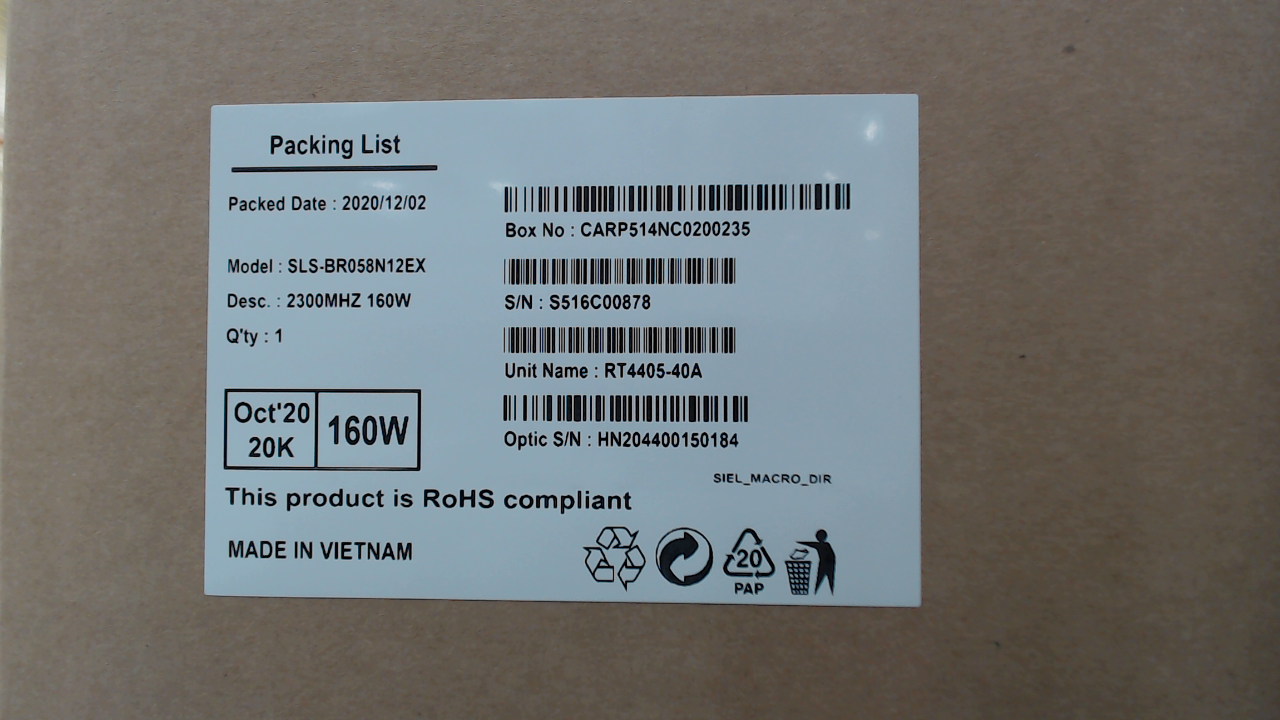 Packing List
Packed Date : 2020/12/02
Model : SLS-BR058N12EX
Desc. : 2300MHZ 160W
Q'ty : 1
Oct'20
20K
160W
Box No : CARP514NC0200235
S/N : S516C00878
Unit Name : RT4405-40A
Optic S/N : HN204400150184
SIEL_MACRO_DIR
This product is RoHS compliant
MADE IN VIETNAM
20
PAP